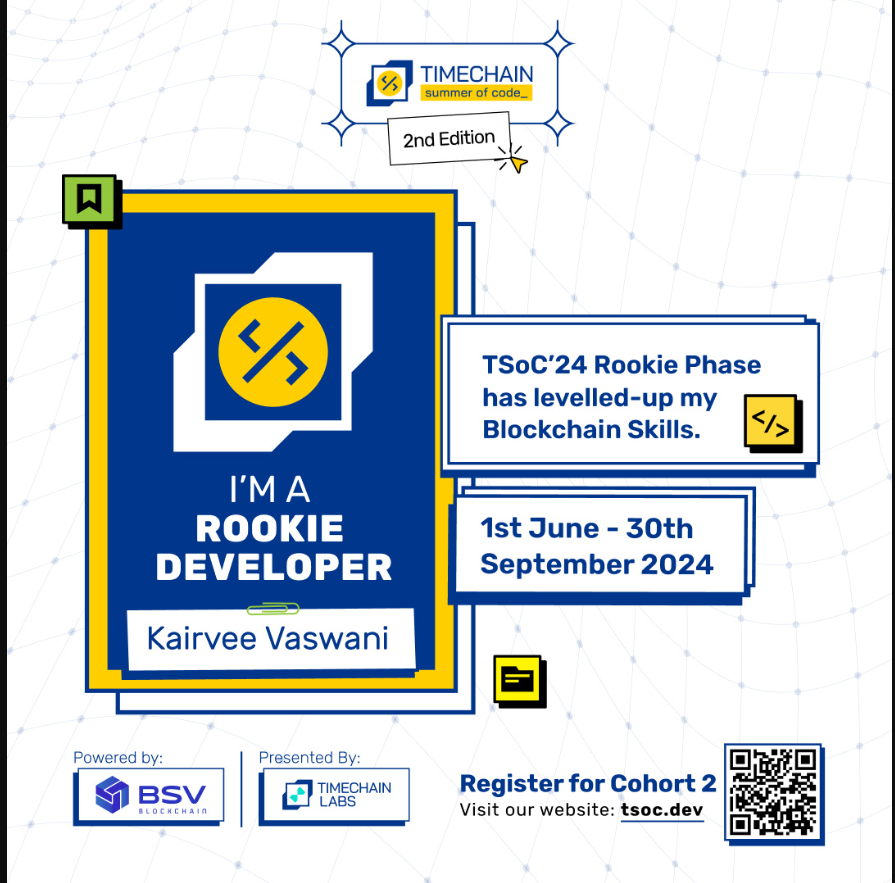 TIMECHAIN
summer of code_
2nd Edition
I'M A
ROOKIE
DEVELOPER
Kairvee Vaswani
TSoC'24 Rookie Phase
has levelled-up my
Blockchain Skills.
</>
1st June - 30th
September 2024
Powered by:
BSV
BLOCKCHAIN
Presented By:
TIMECHAIN
LABS
Register for Cohort 2
Visit our website: tsoc.dev